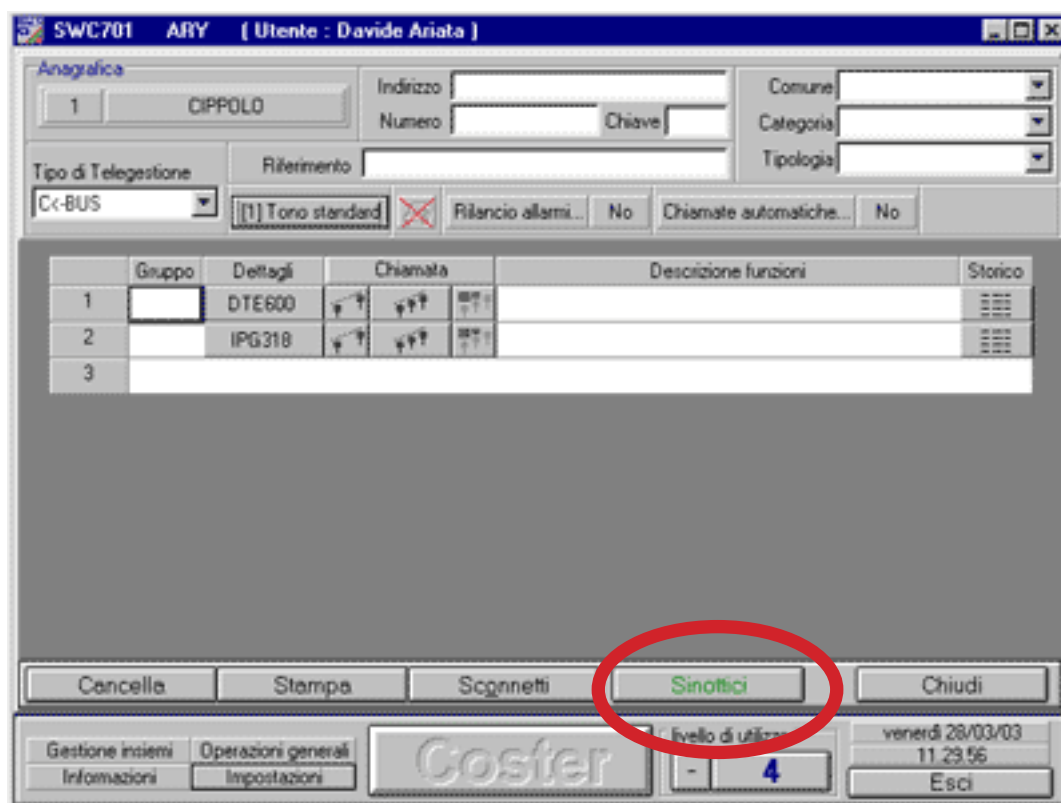 SWC701 ARY ( Utente : Davide Ariata )
Anagrafica
1 CIPPOLO
Indirizzo
Numero Chiave
Comune
Categoria
Tipologia
Tipo di Telegestione
C<-BUS
Riferimento
[1] Tono standard Rilancio allarmi... No Chiamate automatiche... No
Gruppo Dettagli Chiamata Descrizione funzioni Storico
1 DTE600
2 IPG318
3
Cancella Stampa Sconnetti Sinottici Chiudi
Gestione insiemi Operazioni generali
Informazioni Impostazioni
Coster
livello di utilizzo
- 4
venerdì 28/03/03
11.29.56
Esci